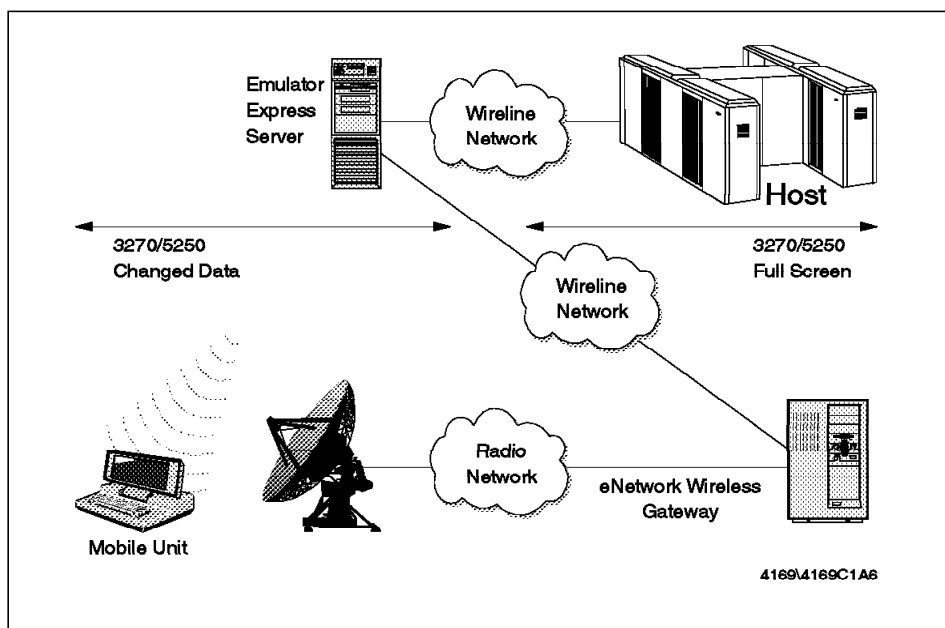 Emulator
Express
Server
Wireline
Network
Host
3270/5250
Changed Data
3270/5250
Full Screen
Wireline
Network
Radio
Network
eNetwork Wireless
Gateway
Mobile Unit
4169\4169C1A6